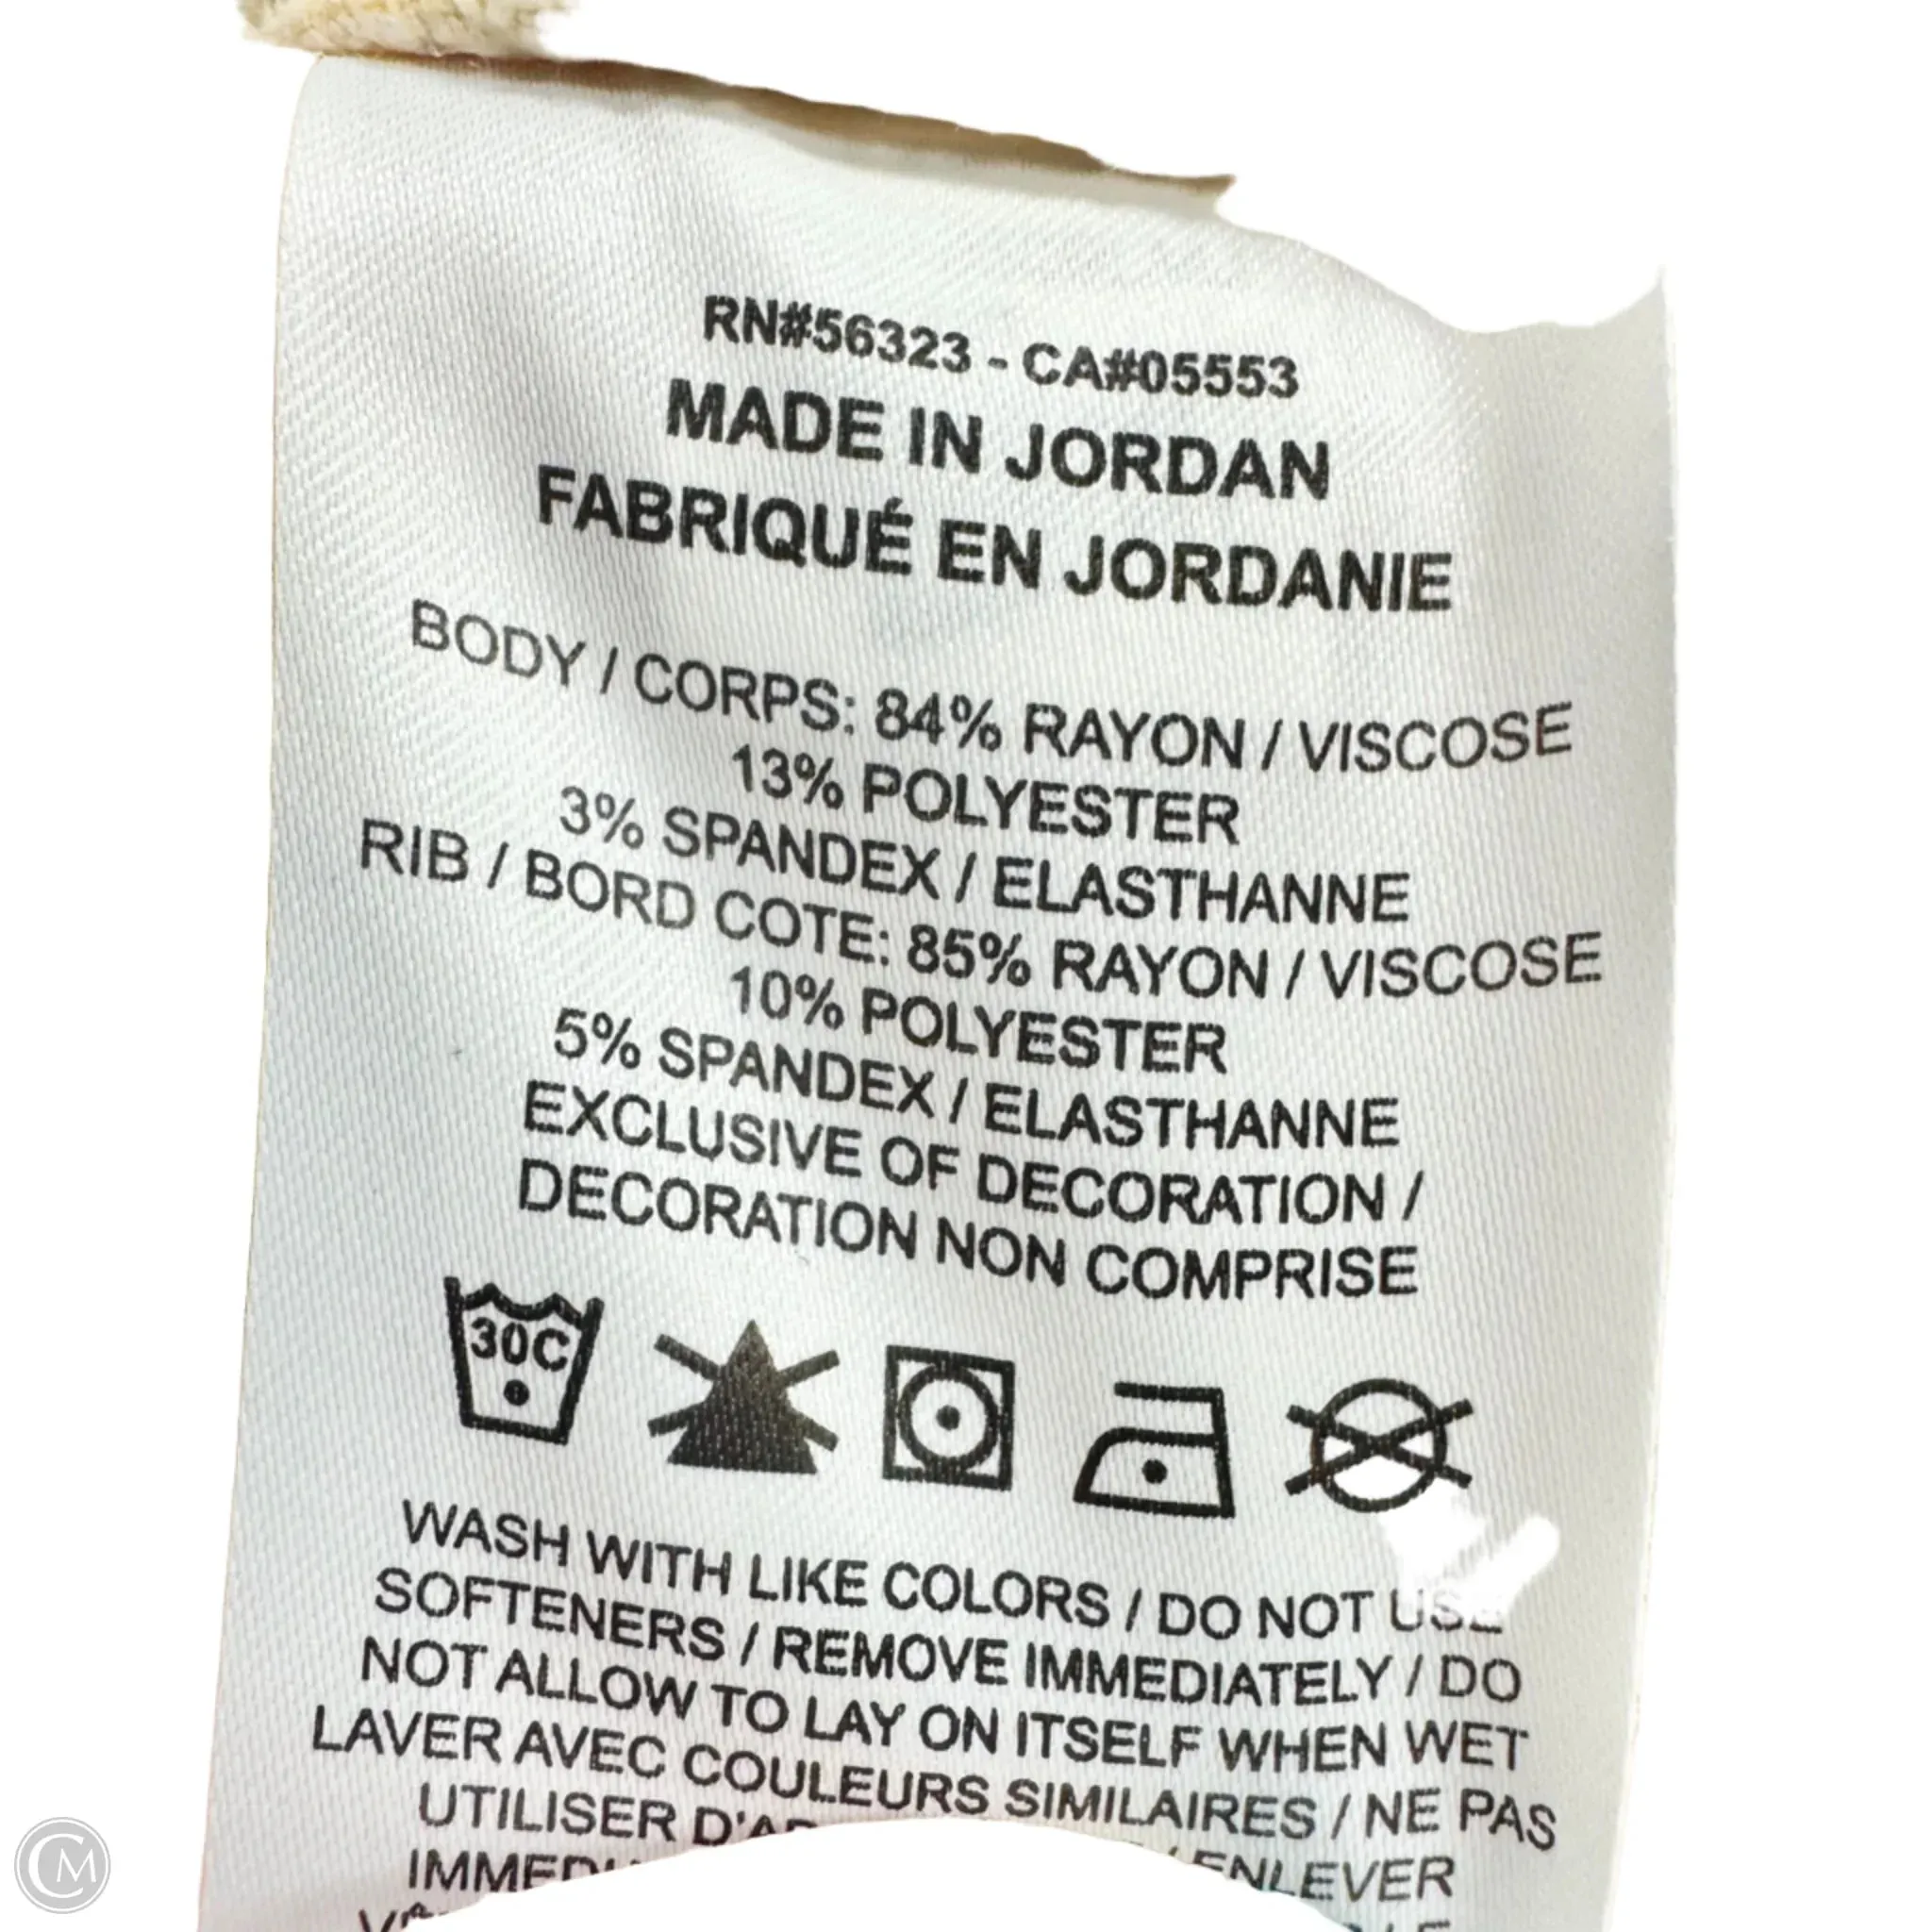 RN#56323 - CA#05553
MADE IN JORDAN
FABRIQUÉ EN JORDANIE
BODY / CORPS: 84% RAYON / VISCOSE
13% POLYESTER
3% SPANDEX / ELASTHANNE
RIB / BORD COTE: 85% RAYON / VISCOSE
10% POLYESTER
5% SPANDEX / ELASTHANNE
EXCLUSIVE OF DECORATION /
DECORATION NON COMPRISE
30C
WASH WITH LIKE COLORS / DO NOT USE
SOFTENERS / REMOVE IMMEDIATELY / DO
NOT ALLOW TO LAY ON ITSELF WHEN WET
LAVER AVEC COULEURS SIMILAIRES / NE PAS
UTILISER
/ ENLEVER
CM